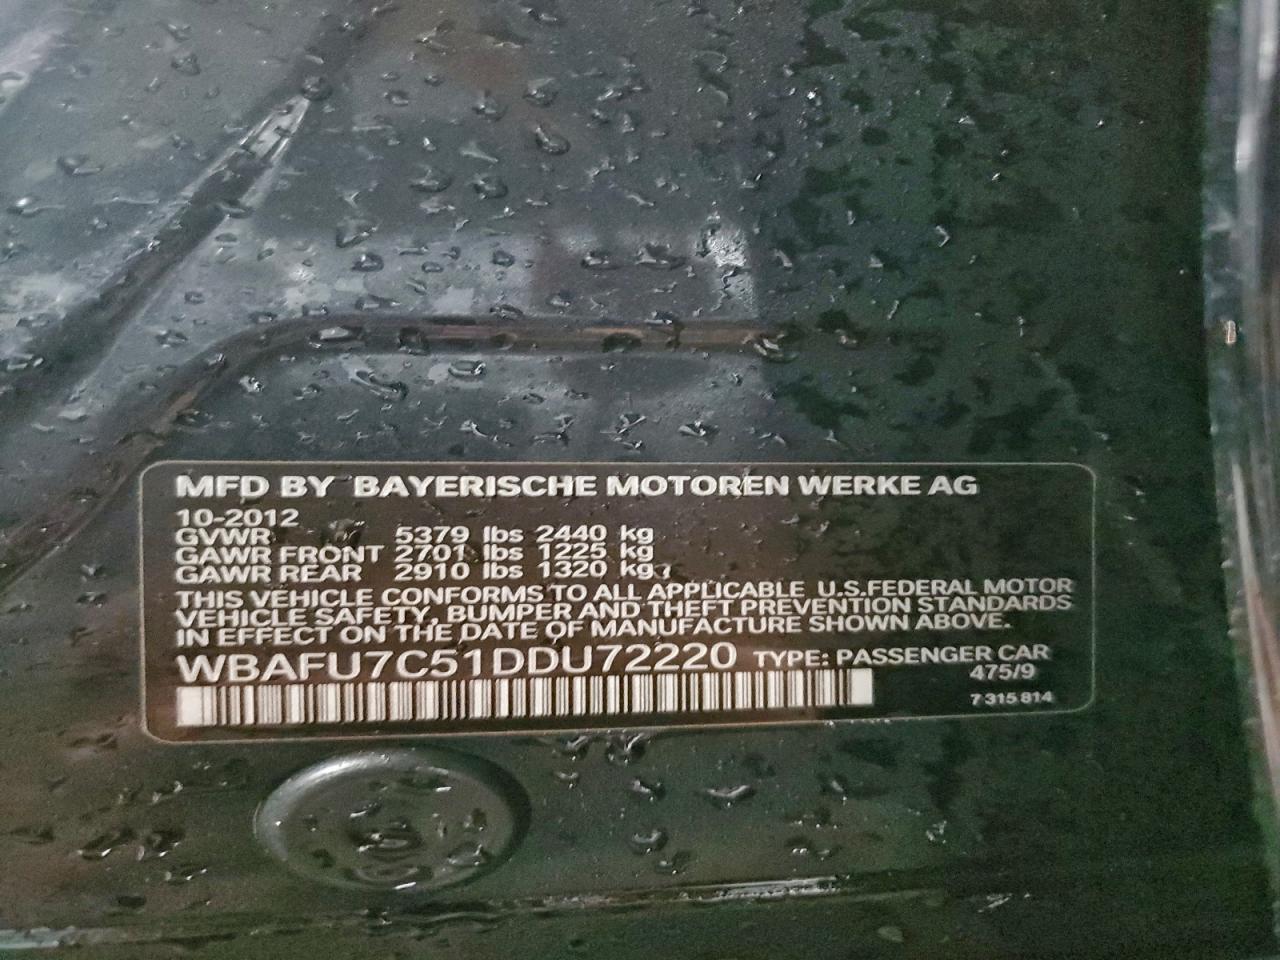 MFD BY BAYERISCHE MOTOREN WERKE AG
10-2012
GVWR 5379 lbs 2440 kg
GAWR FRONT 2701 lbs 1225 kg
GAWR REAR 2910 lbs 1320 kg
THIS VEHICLE CONFORMS TO ALL APPLICABLE U.S.FEDERAL MOTOR
VEHICLE SAFETY, BUMPER AND THEFT PREVENTION STANDARDS
IN EFFECT ON THE DATE OF MANUFACTURE SHOWN ABOVE.
WBAFU7C51DDU72220 TYPE: PASSENGER CAR
475/9
7 315 814